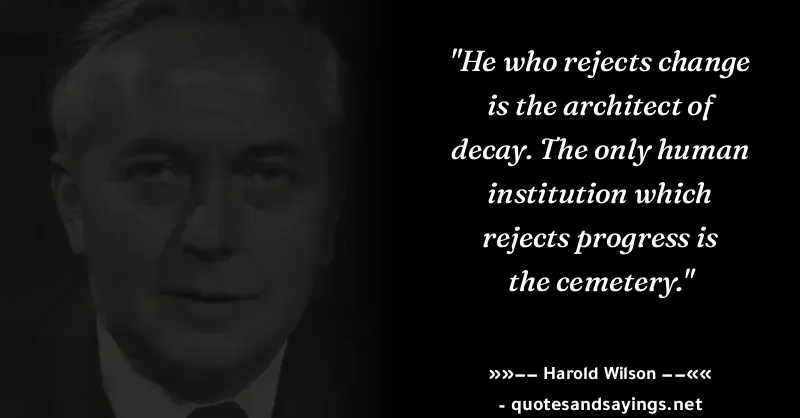 "He who rejects change
is the architect of
decay. The only human
institution which
rejects progress is
the cemetery."
»»−− Harold Wilson −−««
- quotesandsayings.net